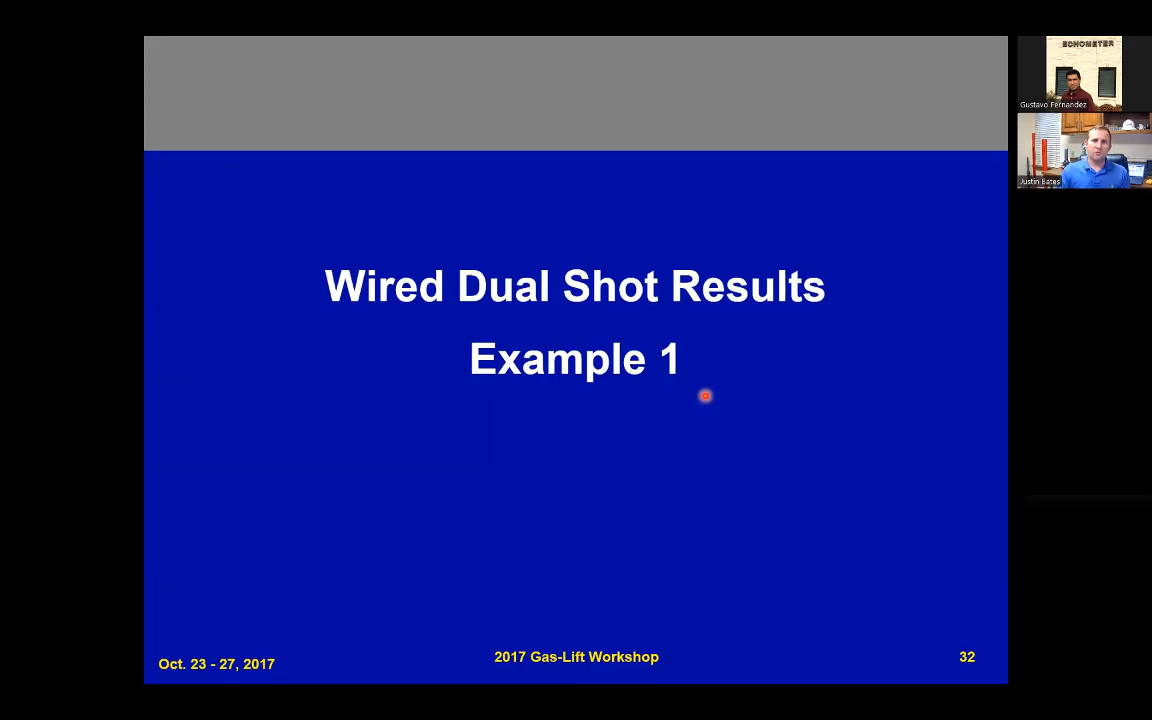 Wired Dual Shot Results
Example 1
Oct. 23 - 27, 2017
2017 Gas-Lift Workshop
32
ECHOMETER
Gustavo Fernandez
Justin Bates